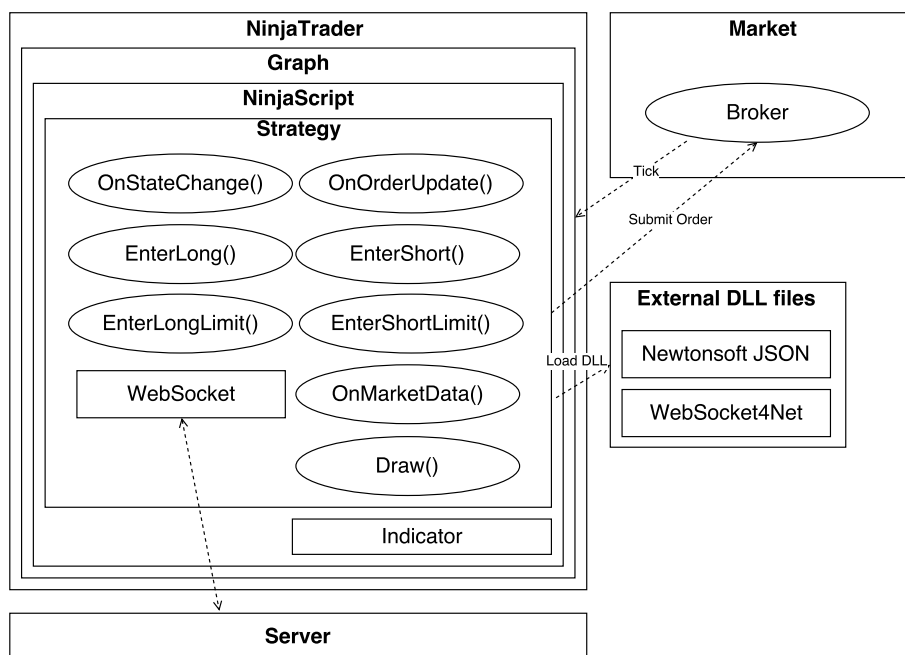 NinjaTrader
Graph
NinjaScript
Strategy
OnStateChange()
OnOrderUpdate()
EnterLong()
EnterShort()
EnterLongLimit()
EnterShortLimit()
WebSocket
OnMarketData()
Draw()
Indicator
Server
Market
Broker
Tick
Submit Order
External DLL files
Load DLL
Newtonsoft JSON
WebSocket4Net